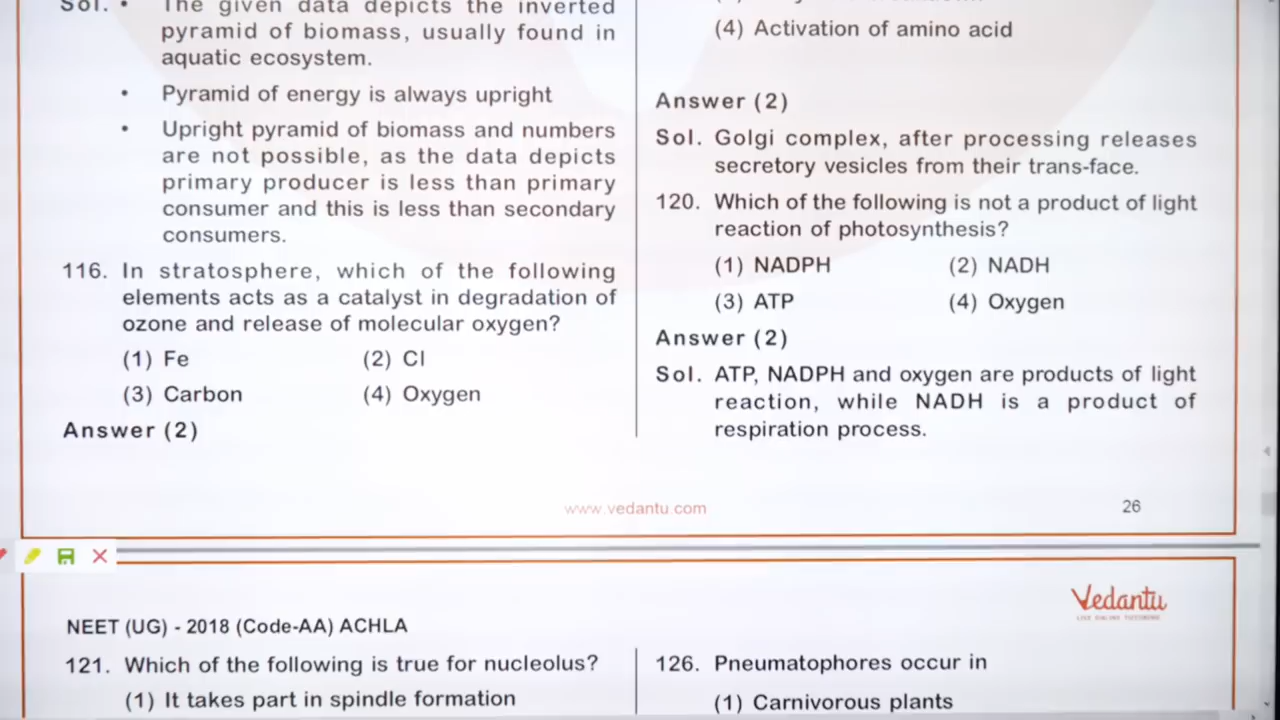 Sol. • The given data depicts the inverted
pyramid of biomass, usually found in
aquatic ecosystem.
• Pyramid of energy is always upright
• Upright pyramid of biomass and numbers
are not possible, as the data depicts
primary producer is less than primary
consumer and this is less than secondary
consumers.
116. In stratosphere, which of the following
elements acts as a catalyst in degradation of
ozone and release of molecular oxygen?
(1) Fe (2) Cl
(3) Carbon (4) Oxygen
Answer (2)
(4) Activation of amino acid
Answer (2)
Sol. Golgi complex, after processing releases
secretory vesicles from their trans-face.
120. Which of the following is not a product of light
reaction of photosynthesis?
(1) NADPH (2) NADH
(3) ATP (4) Oxygen
Answer (2)
Sol. ATP, NADPH and oxygen are products of light
reaction, while NADH is a product of
respiration process.
www.vedantu.com
26
Vedantu
LIVE ONLINE TUTORING
NEET (UG) - 2018 (Code-AA) ACHLA
121. Which of the following is true for nucleolus?
(1) It takes part in spindle formation
126. Pneumatophores occur in
(1) Carnivorous plants